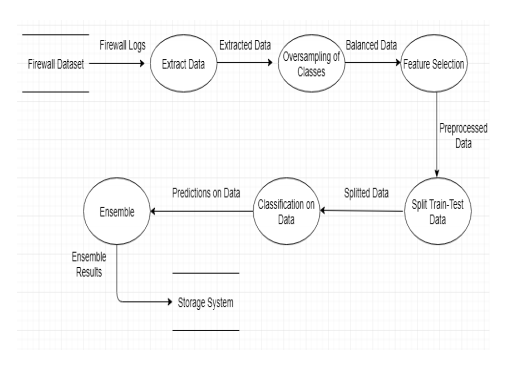 Firewall Dataset
Firewall Logs
Extract Data
Extracted Data
Oversampling of
Classes
Balanced Data
Feature Selection
Preprocessed
Data
Split Train-Test
Data
Splitted Data
Classification on
Data
Predictions on Data
Ensemble
Ensemble
Results
Storage System